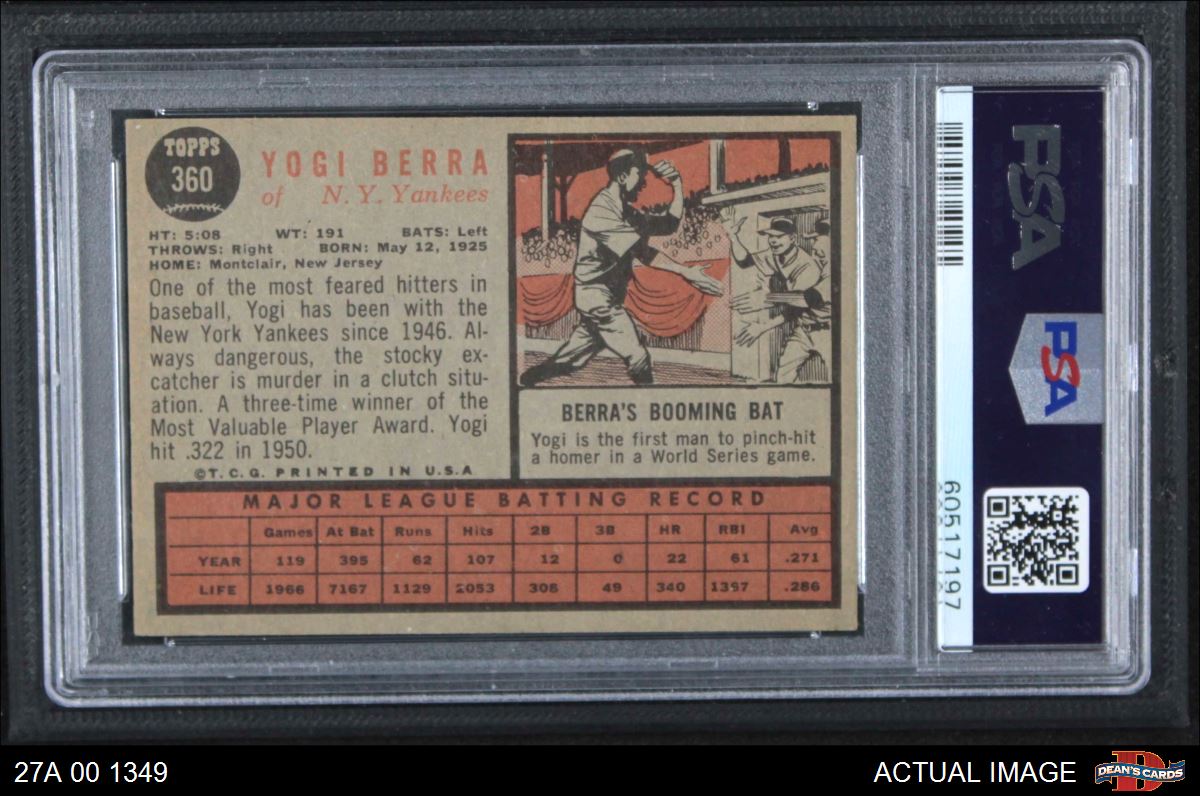 TOPPS
360
YOGI BERRA
of N. Y. Yankees
HT: 5:08 WT: 191 BATS: Left
THROWS: Right BORN: May 12, 1925
HOME: Montclair, New Jersey
One of the most feared hitters in
baseball, Yogi has been with the
New York Yankees since 1946. Al-
ways dangerous, the stocky ex-
catcher is murder in a clutch situ-
ation. A three-time winner of the
Most Valuable Player Award. Yogi
hit .322 in 1950.
©T.C.G. PRINTED IN U.S.A
BERRA'S BOOMING BAT
Yogi is the first man to pinch-hit
a homer in a World Series game.
MAJOR LEAGUE BATTING RECORD
Games At Bat Runs Hits 2B 3B HR RBI Avg
YEAR 119 395 62 107 12 0 22 61 .271
LIFE 1966 7167 1129 2053 308 49 340 1397 .286
PSA
PSA
60517197
27A 00 1349
ACTUAL IMAGE
DEAN'S CARDS